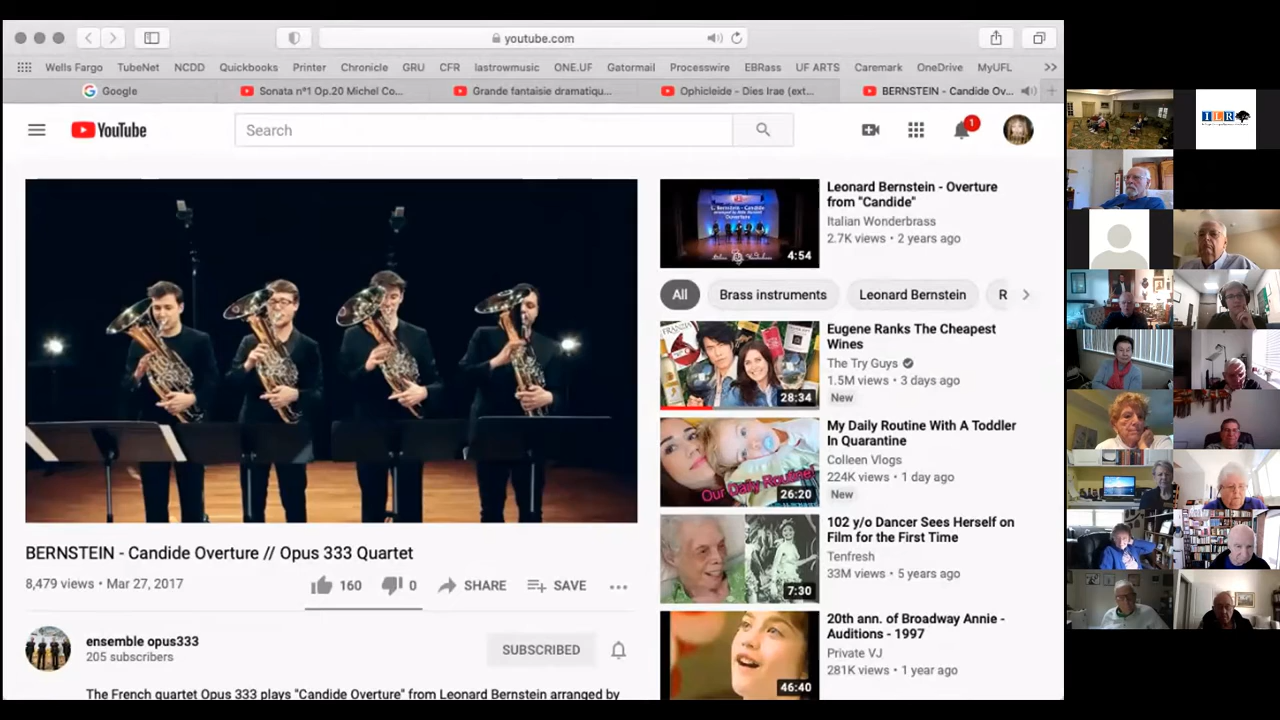 youtube.com
Wells Fargo TubeNet NCDD Quickbooks Printer Chronicle GRU CFR lastrowmusic ONE.UF Gatormail Processwire EBRass UF ARTS Caremark OneDrive MyUFL
Google Sonata nº1 Op.20 Michel Co... Grande fantaisie dramatiqu... Ophicleide - Dies Irae (ext... BERNSTEIN - Candide Ov...
YouTube
Search
1
Leonard Bernstein - Overture
from "Candide"
Italian Wonderbrass
2.7K views • 2 years ago
L. Bernstein - Candide
Ouverture
4:54
All Brass instruments Leonard Bernstein R
Eugene Ranks The Cheapest
Wines
The Try Guys
1.5M views • 3 days ago
New
28:34
My Daily Routine With A Toddler
In Quarantine
Colleen Vlogs
224K views • 1 day ago
New
Our Daily Routine!
26:20
102 y/o Dancer Sees Herself on
Film for the First Time
Tenfresh
33M views • 5 years ago
7:30
20th ann. of Broadway Annie -
Auditions - 1997
Private VJ
281K views • 1 year ago
46:40
BERNSTEIN - Candide Overture // Opus 333 Quartet
8,479 views • Mar 27, 2017
160 0 SHARE SAVE
ensemble opus333
205 subscribers
SUBSCRIBED
The French quartet Opus 333 plays "Candide Overture" from Leonard Bernstein arranged by
ILR